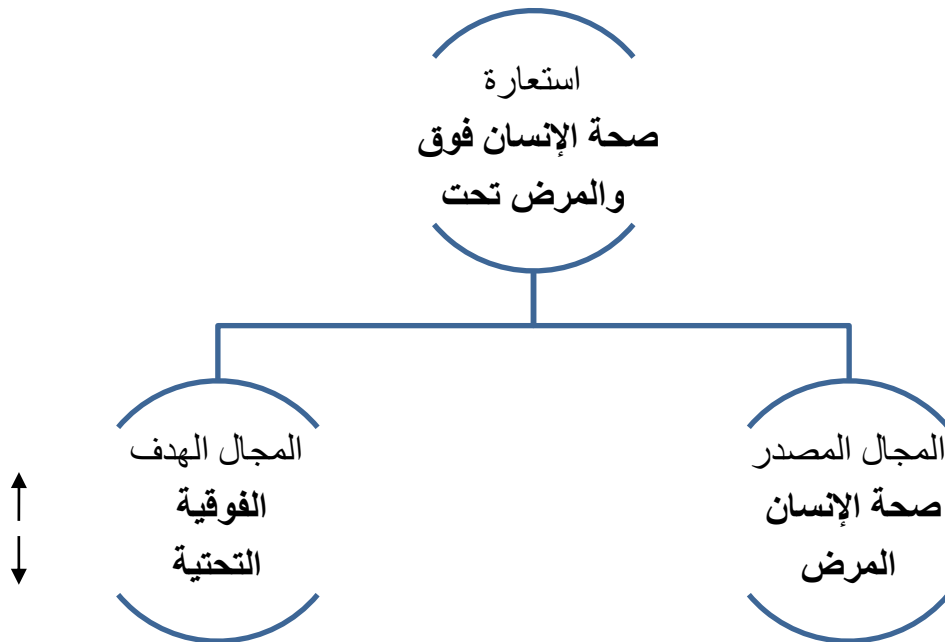 استعارة
صحة الإنسان فوق
والمرض تحت
المجال المصدر
صحة الإنسان
المرض
المجال الهدف
الفوقية
التحتية